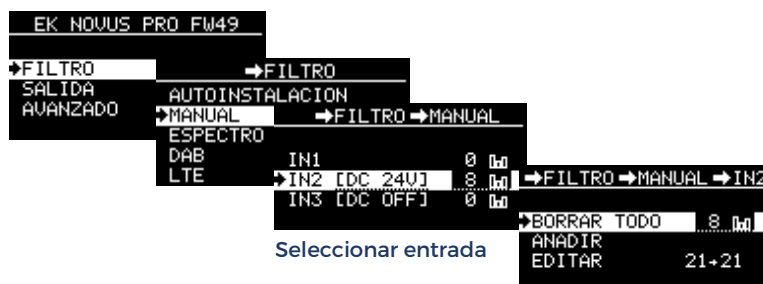 EK NOVUS PRO FW49
➔FILTRO
SALIDA
AVANZADO
➔FILTRO
AUTOINSTALACION
➔MANUAL
ESPECTRO
DAB
LTE
➔FILTRO➔MANUAL
IN1 0
➔IN2 [DC 24V] 8
IN3 [DC OFF] 0
Seleccionar entrada
➔FILTRO➔MANUAL➔IN2
➔BORRAR TODO 8
ANADIR
EDITAR 21→21